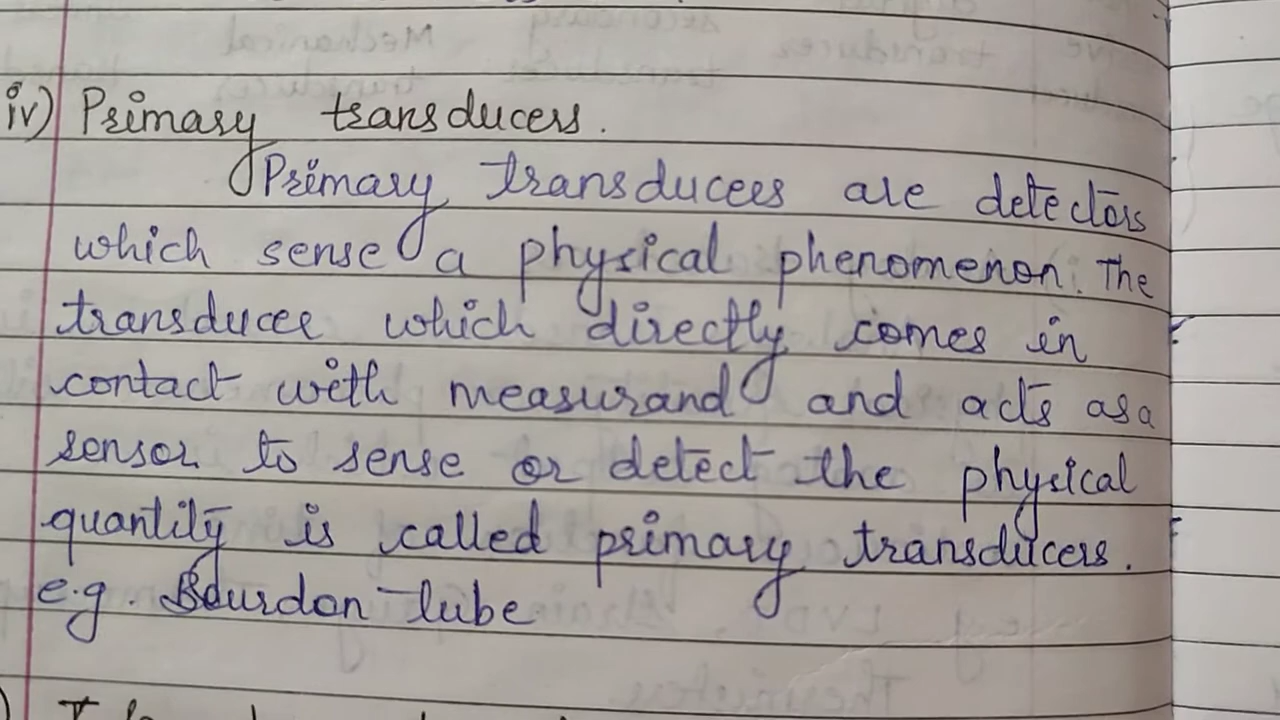 iv) Primary transducers.
Primary transducers are detectors
which sense a physical phenomenon. The
transducer which directly comes in
contact with measurand and acts as a
sensor to sense or detect the physical
quantity is called primary transducers.
e.g. Bourdon tube